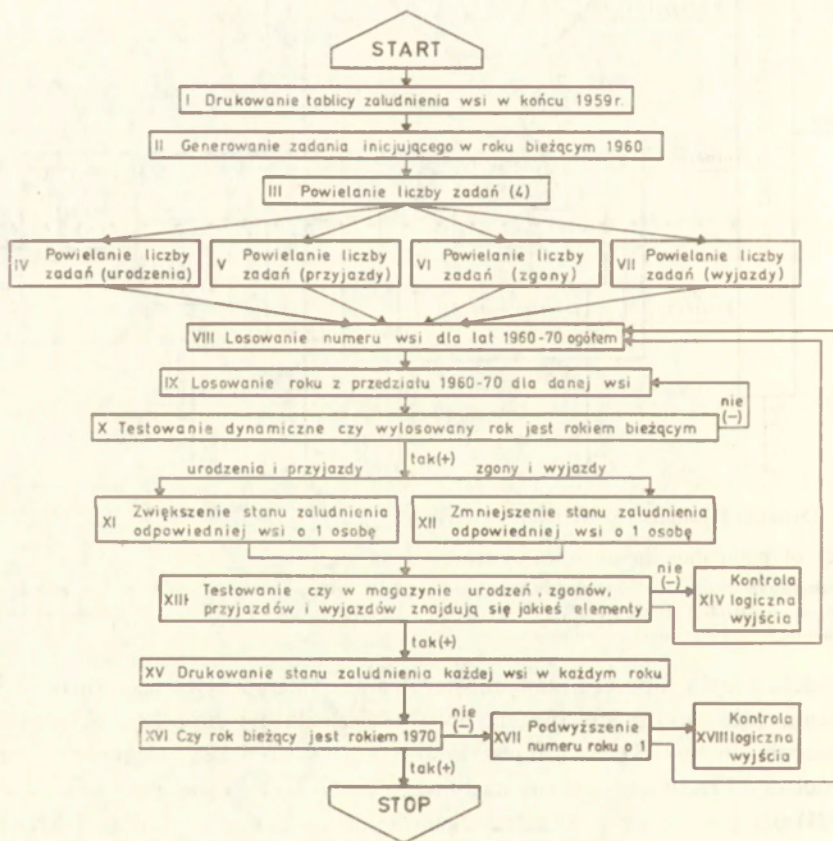 START
I Drukowanie tablicy zaludnienia wsi w końcu 1959 r.
II Generowanie zadania inicjującego w roku bieżącym 1960
III Powielanie liczby zadań (4)
IV Powielanie liczby
zadań (urodzenia)
V Powielanie liczby
zadań (przyjazdy)
VI Powielanie liczby
zadań (zgony)
VII Powielanie liczby
zadań (wyjazdy)
VIII Losowanie numeru wsi dla lat 1960-70 ogółem
IX Losowanie roku z przedziału 1960-70 dla danej wsi
nie
(-)
X Testowanie dynamiczne czy wylosowany rok jest rokiem bieżącym
tak(+)
urodzenia i przyjazdy
zgony i wyjazdy
XI Zwiększenie stanu zaludnienia
odpowiedniej wsi o 1 osobę
XII Zmniejszenie stanu zaludnienia
odpowiedniej wsi o 1 osobę
XIII Testowanie czy w magazynie urodzeń, zgonów,
przyjazdów i wyjazdów znajdują się jakieś elementy
nie
(-)
Kontrola
XIV logiczna
wyjścia
tak(+)
XV Drukowanie stanu zaludnienia każdej wsi w każdym roku
XVI Czy rok bieżący jest rokiem 1970
nie
(-)
XVII Podwyższenie
numeru roku o 1
Kontrola
XVIII logiczna
wyjścia
tak(+)
STOP